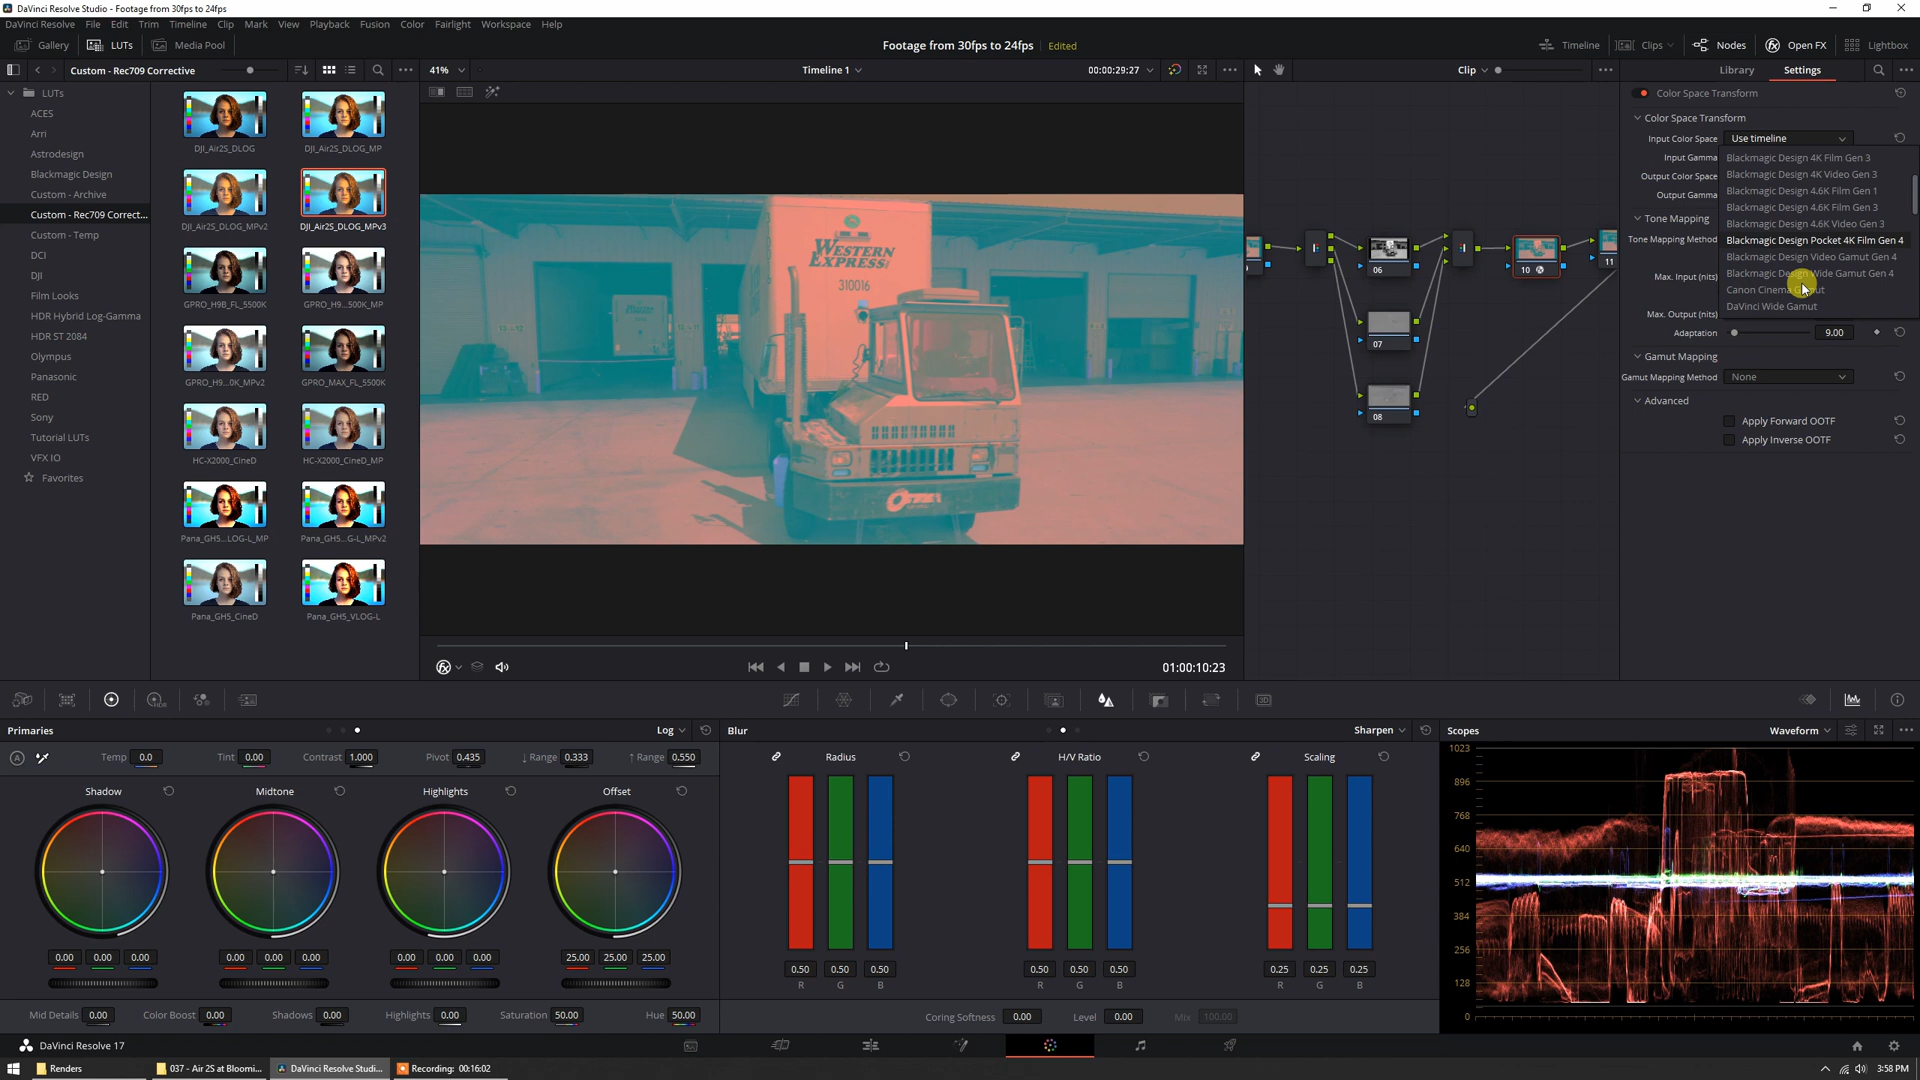 DaVinci Resolve Studio - Footage from 30fps to 24fps
DaVinci Resolve File Edit Trim Timeline Clip Mark View Playback Fusion Color Fairlight Workspace Help
Gallery LUTs Media Pool Footage from 30fps to 24fps Edited Timeline Clips Nodes Open FX Lightbox
Custom - Rec709 Corrective 41% Timeline 1 00:00:29:27 Clip Library Settings
LUTs
ACES
Arri
Astrodesign
Blackmagic Design
Custom - Archive
Custom - Rec709 Correct...
Custom - Temp
DCI
DJI
Film Looks
HDR Hybrid Log-Gamma
HDR ST 2084
Olympus
Panasonic
RED
Sony
Tutorial LUTs
VFX IO
Favorites
DJI_Air2S_DLOG DJI_Air2S_DLOG_MP
DJI_Air2S_DLOG_MPv2 DJI_Air2S_DLOG_MPv3
GPRO_H9B_FL_5500K GPRO_H9...500K_MP
GPRO_H9...0K_MPv2 GPRO_MAX_FL_5500K
HC-X2000_CineD HC-X2000_CineD_MP
Pana_GH5...LOG-L_MP Pana_GH5...G-L_MPv2
Pana_GH5_CineD Pana_GH5_VLOG-L
WESTERN
EXPRESS
310016
01:00:10:23
06
07
08
10
11
Color Space Transform
Color Space Transform
Input Color Space Use timeline
Input Gamma
Output Color Space
Output Gamma
Tone Mapping
Tone Mapping Method
Max. Input (nits)
Max. Output (nits)
Adaptation 9.00
Blackmagic Design 4K Film Gen 3
Blackmagic Design 4K Video Gen 3
Blackmagic Design 4.6K Film Gen 1
Blackmagic Design 4.6K Film Gen 3
Blackmagic Design 4.6K Video Gen 3
Blackmagic Design Pocket 4K Film Gen 4
Blackmagic Design Video Gamut Gen 4
Blackmagic Design Wide Gamut Gen 4
Canon Cinema Gamut
DaVinci Wide Gamut
Gamut Mapping
Gamut Mapping Method None
Advanced
Apply Forward OOTF
Apply Inverse OOTF
HDR 3D
Primaries Log
Temp 0.0 Tint 0.00 Contrast 1.000 Pivot 0.435 ↓ Range 0.333 ↑ Range 0.550
Shadow Midtone Highlights Offset
0.00 0.00 0.00 0.00 0.00 0.00 0.00 0.00 0.00 25.00 25.00 25.00
Mid Details 0.00 Color Boost 0.00 Shadows 0.00 Highlights 0.00 Saturation 50.00 Hue 50.00
Blur Sharpen
Radius H/V Ratio Scaling
0.50 0.50 0.50 0.50 0.50 0.50 0.25 0.25 0.25
R G B R G B R G B
Coring Softness 0.00 Level 0.00 Mix 100.00
Scopes Waveform
1023
896
768
640
512
384
256
128
0
DaVinci Resolve 17
Renders 037 - Air 2S at Bloomi... DaVinci Resolve Studi... Recording: 00:16:02 3:58 PM